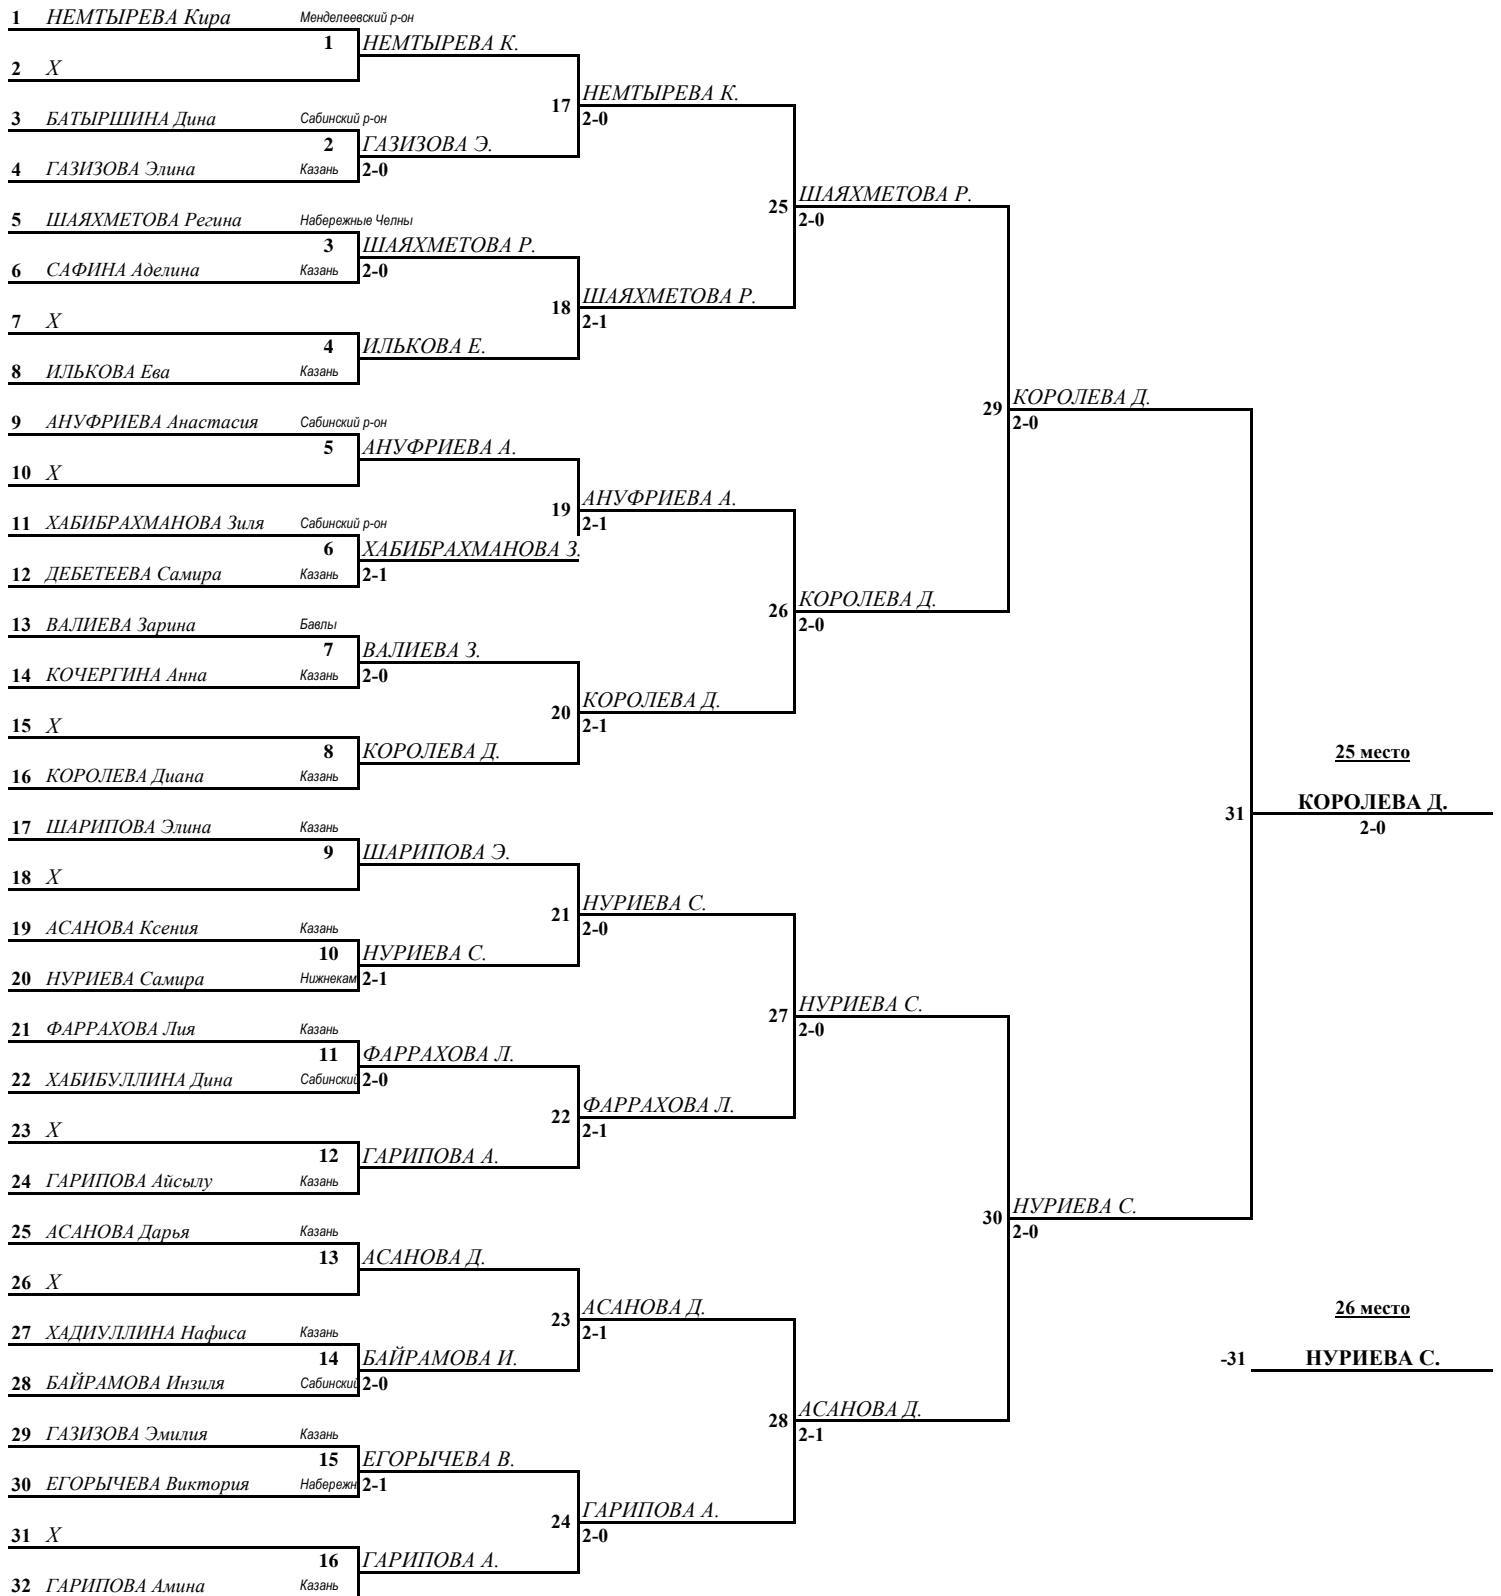 1 НЕМТЫРЕВА Кира Менделеевский р-он
1 НЕМТЫРЕВА К.
2 X
17 НЕМТЫРЕВА К.
2-0
3 БАТЫРШИНА Дина Сабинский р-он
2 ГАЗИЗОВА Э.
4 ГАЗИЗОВА Элина Казань 2-0
25 ШАЯХМЕТОВА Р.
2-0
5 ШАЯХМЕТОВА Регина Набережные Челны
3 ШАЯХМЕТОВА Р.
6 САФИНА Аделина Казань 2-0
18 ШАЯХМЕТОВА Р.
2-1
7 X
4 ИЛЬКОВА Е.
8 ИЛЬКОВА Ева Казань
29 КОРОЛЕВА Д.
2-0
9 АНУФРИЕВА Анастасия Сабинский р-он
5 АНУФРИЕВА А.
10 X
19 АНУФРИЕВА А.
2-1
11 ХАБИБРАХМАНОВА Зиля Сабинский р-он
6 ХАБИБРАХМАНОВА З.
12 ДЕБЕТЕЕВА Самира Казань 2-1
26 КОРОЛЕВА Д.
2-0
13 ВАЛИЕВА Зарина Бавлы
7 ВАЛИЕВА З.
14 КОЧЕРГИНА Анна Казань 2-0
20 КОРОЛЕВА Д.
2-1
15 X
8 КОРОЛЕВА Д.
16 КОРОЛЕВА Диана Казань
25 место
31 КОРОЛЕВА Д.
2-0
17 ШАРИПОВА Элина Казань
9 ШАРИПОВА Э.
18 X
21 НУРИЕВА С.
2-0
19 АСАНОВА Ксения Казань
10 НУРИЕВА С.
20 НУРИЕВА Самира Нижнекам 2-1
27 НУРИЕВА С.
2-0
21 ФАРРАХОВА Лия Казань
11 ФАРРАХОВА Л.
22 ХАБИБУЛЛИНА Дина Сабинский 2-0
22 ФАРРАХОВА Л.
2-1
23 X
12 ГАРИПОВА А.
24 ГАРИПОВА Айсылу Казань
30 НУРИЕВА С.
2-0
25 АСАНОВА Дарья Казань
13 АСАНОВА Д.
26 X
23 АСАНОВА Д.
2-1
26 место
27 ХАДИУЛЛИНА Нафиса Казань
14 БАЙРАМОВА И.
-31 НУРИЕВА С.
28 БАЙРАМОВА Инзиля Сабинский 2-0
28 АСАНОВА Д.
2-1
29 ГАЗИЗОВА Эмилия Казань
15 ЕГОРЫЧЕВА В.
30 ЕГОРЫЧЕВА Виктория Набережн 2-1
24 ГАРИПОВА А.
2-0
31 X
16 ГАРИПОВА А.
32 ГАРИПОВА Амина Казань